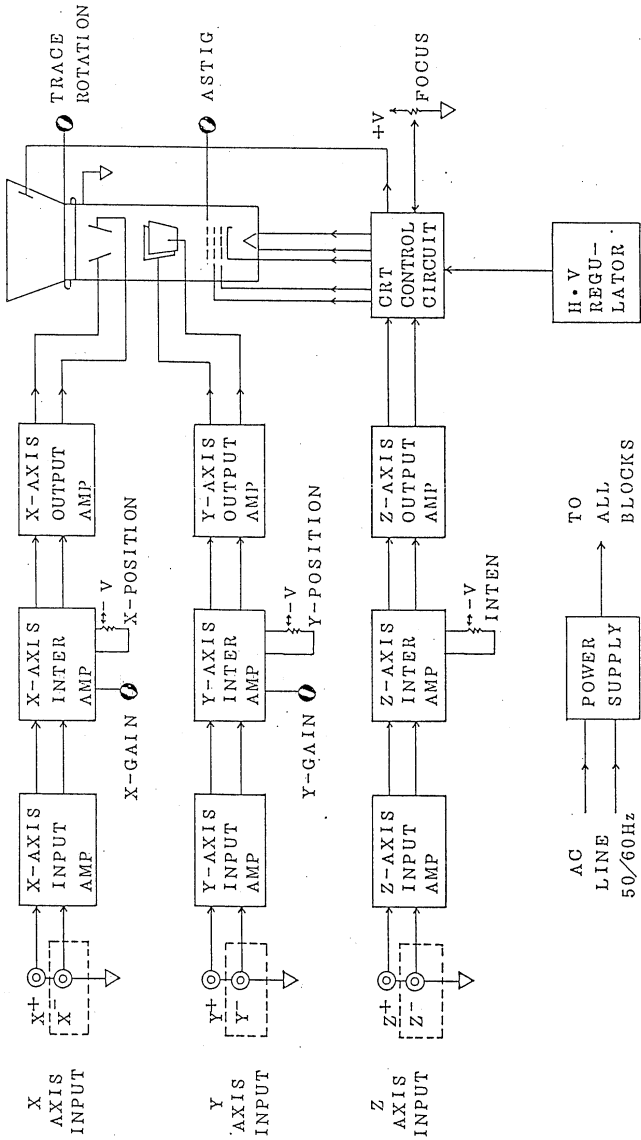 X
AXIS
INPUT
X+
X-
X-AXIS
INPUT
AMP
X-AXIS
INTER
AMP
X-GAIN
-V
X-POSITION
X-AXIS
OUTPUT
AMP
TRACE
ROTATION
Y
AXIS
INPUT
Y+
Y-
Y-AXIS
INPUT
AMP
Y-AXIS
INTER
AMP
Y-GAIN
-V
Y-POSITION
Y-AXIS
OUTPUT
AMP
ASTIG
Z
AXIS
INPUT
Z+
Z-
Z-AXIS
INPUT
AMP
Z-AXIS
INTER
AMP
-V
INTEN
Z-AXIS
OUTPUT
AMP
CRT
CONTROL
CIRCUIT
+V
FOCUS
AC
LINE
50/60Hz
POWER
SUPPLY
TO
ALL
BLOCKS
H·V
REGU-
LATOR